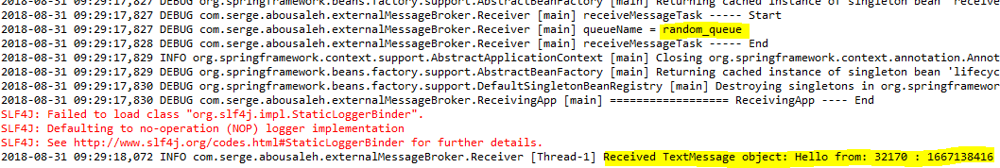 2018-08-31 09:29:17,827 DEBUG org.springframework.beans.factory.support.AbstractBeanFactory [main] Returning cached instance of singleton bean 'receive
2018-08-31 09:29:17,827 DEBUG com.serge.abousaleh.externalMessageBroker.Receiver [main] receiveMessageTask ----- Start
2018-08-31 09:29:17,827 DEBUG com.serge.abousaleh.externalMessageBroker.Receiver [main] queueName = random_queue
2018-08-31 09:29:17,828 DEBUG com.serge.abousaleh.externalMessageBroker.Receiver [main] receiveMessageTask ----- End
2018-08-31 09:29:17,829 INFO org.springframework.context.support.AbstractApplicationContext [main] Closing org.springframework.context.annotation.Annot
2018-08-31 09:29:17,829 DEBUG org.springframework.beans.factory.support.AbstractBeanFactory [main] Returning cached instance of singleton bean 'lifecyc
2018-08-31 09:29:17,830 DEBUG org.springframework.beans.factory.support.DefaultSingletonBeanRegistry [main] Destroying singletons in org.springframewor
2018-08-31 09:29:17,830 DEBUG com.serge.abousaleh.externalMessageBroker.ReceivingApp [main] ================== ReceivingApp ---- End
SLF4J: Failed to load class "org.slf4j.impl.StaticLoggerBinder".
SLF4J: Defaulting to no-operation (NOP) logger implementation
SLF4J: See http://www.slf4j.org/codes.html#StaticLoggerBinder for further details.
2018-08-31 09:29:18,072 INFO com.serge.abousaleh.externalMessageBroker.Receiver [Thread-1] Received TextMessage object: Hello from: 32170 : 1667138416